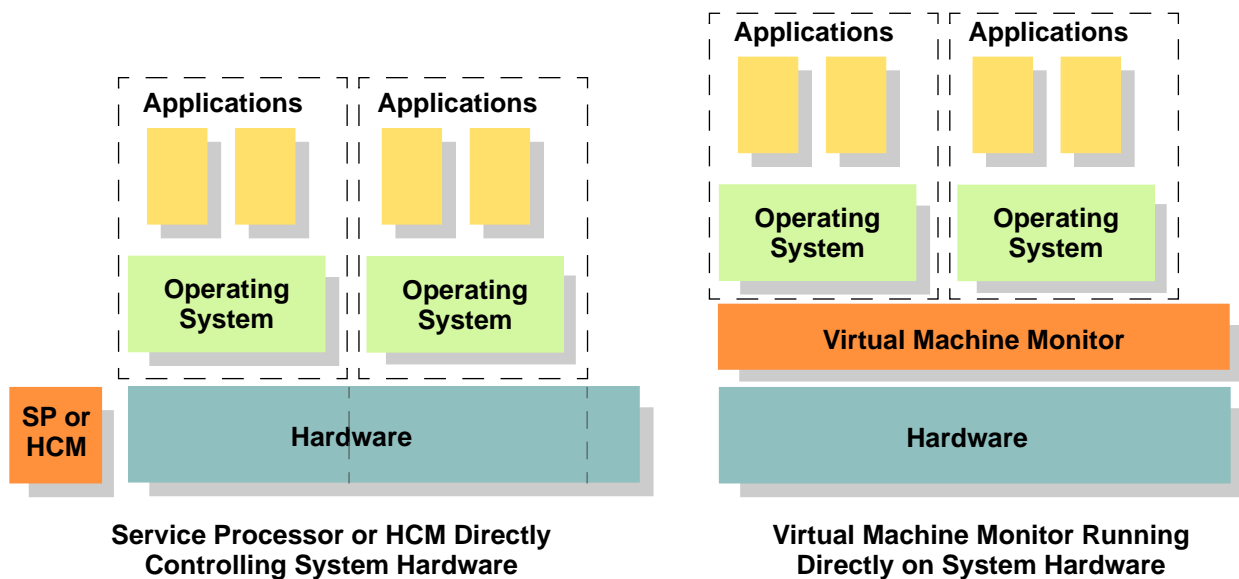 Applications
Applications
Operating
System
Operating
System
SP or
HCM
Hardware
Service Processor or HCM Directly
Controlling System Hardware
Applications
Applications
Operating
System
Operating
System
Virtual Machine Monitor
Hardware
Virtual Machine Monitor Running
Directly on System Hardware